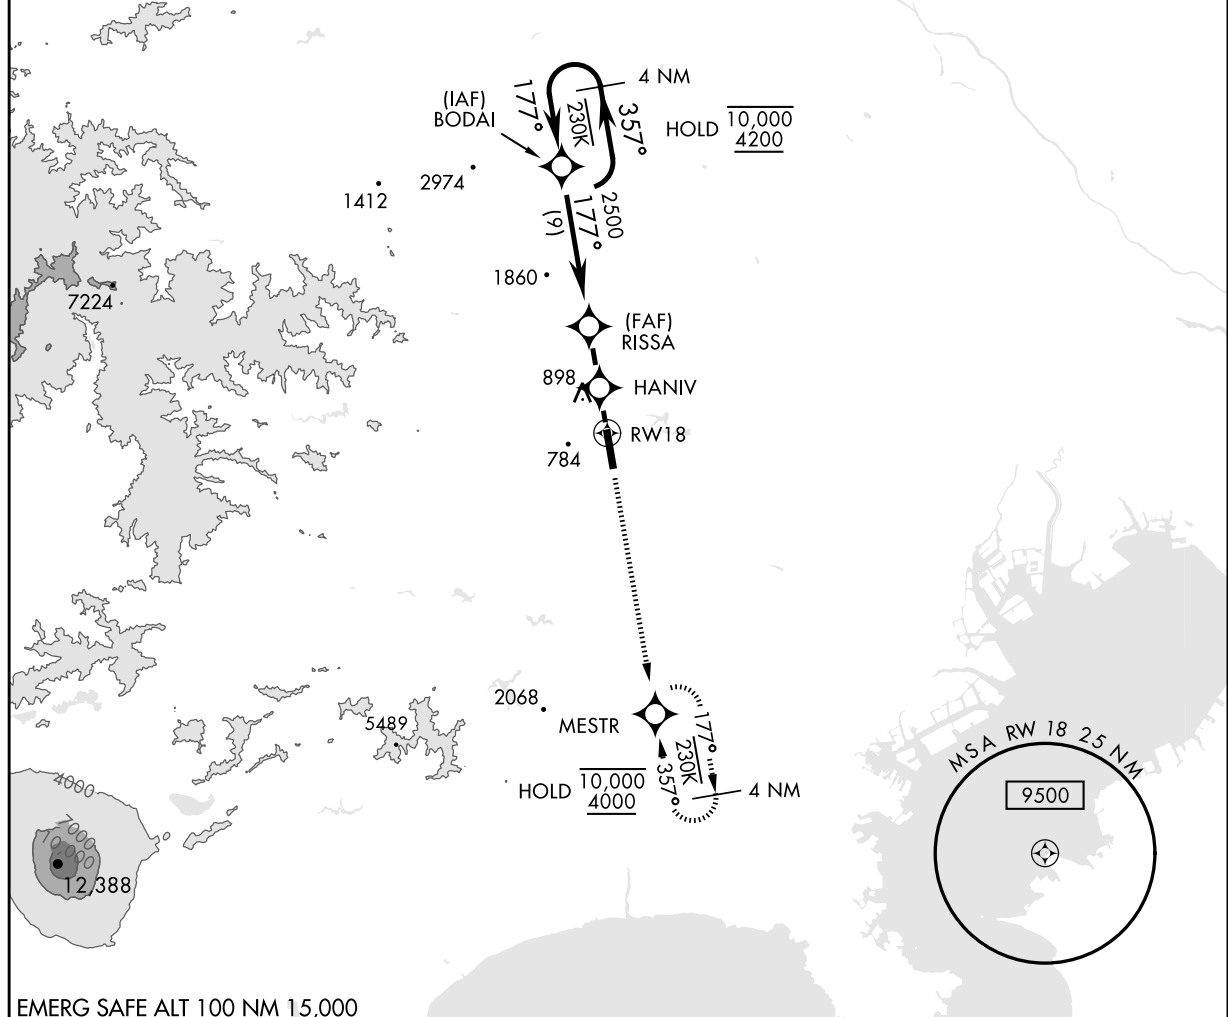 4 NM
(IAF)
BODAI
177°
230K
357°
HOLD 10,000
4200
2974
1412
2500
177°
(9)
1860
7224
(FAF)
RISSA
898
HANIV
RW18
784
2068
MESTR
177°
5489
230K
357°
HOLD 10,000
4000
4 NM
MSA RW 18 25 NM
9500
4000
7000
10,000
12,388
EMERG SAFE ALT 100 NM 15,000